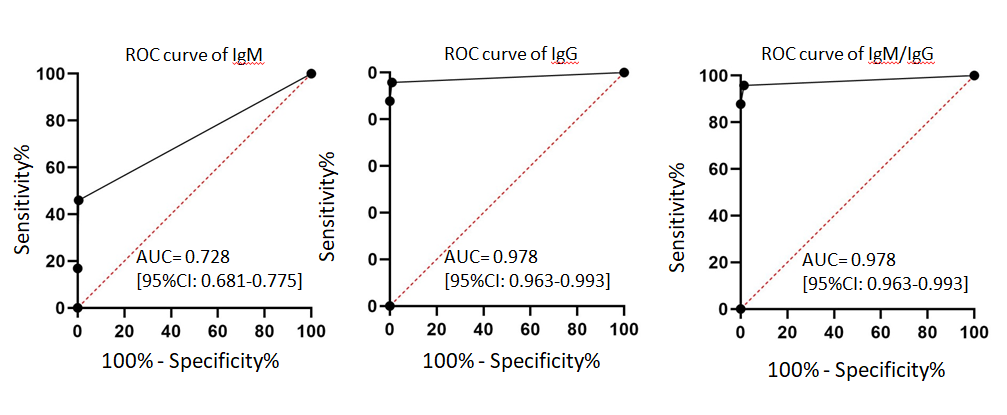 ROC curve of IgM
100
80
60
40
20
0
Sensitivity%
AUC= 0.728
[95%CI: 0.681-0.775]
0 20 40 60 80 100
100% - Specificity%
ROC curve of IgG
0
0
0
0
0
0
Sensitivity%
AUC= 0.978
[95%CI: 0.963-0.993]
0 20 40 60 80 100
100% - Specificity%
ROC curve of IgM/IgG
100
80
60
40
20
0
Sensitivity%
AUC= 0.978
[95%CI: 0.963-0.993]
0 20 40 60 80 100
100% - Specificity%